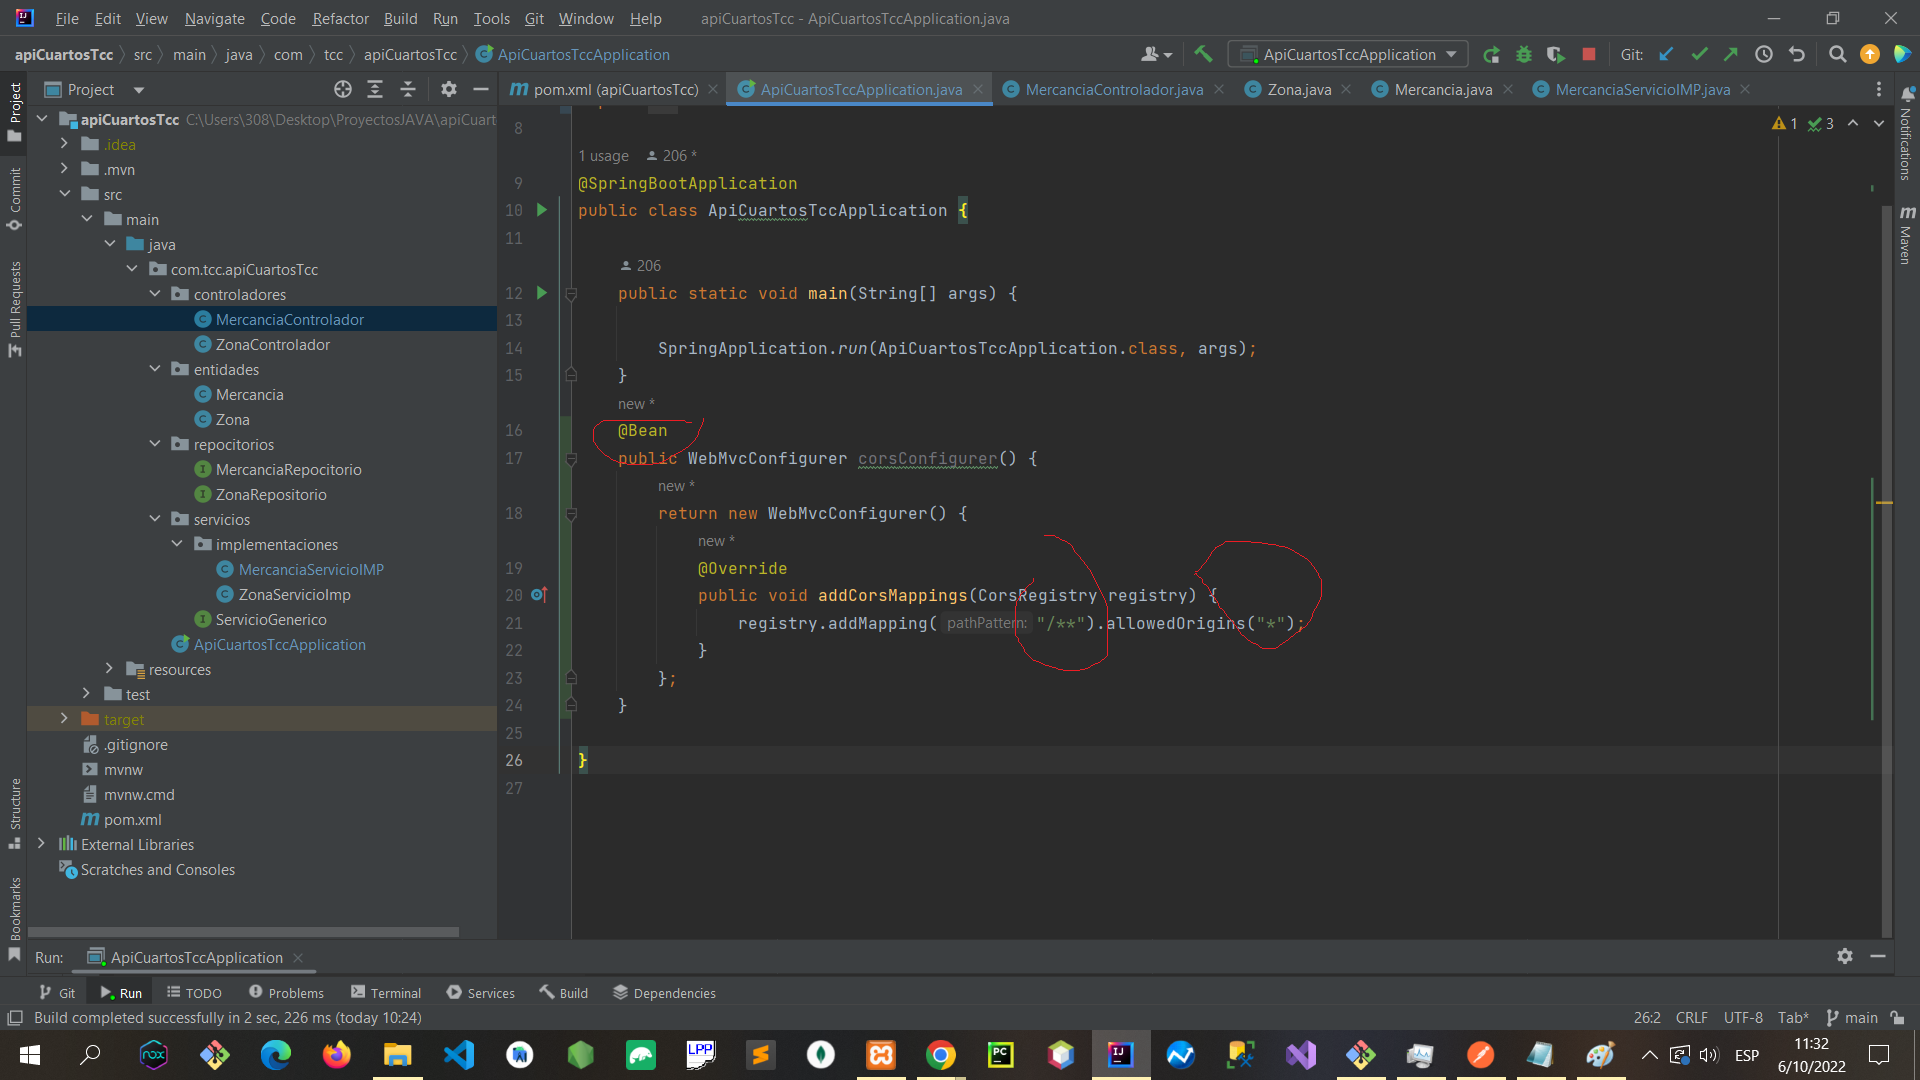 File Edit View Navigate Code Refactor Build Run Tools Git Window Help apiCuartosTcc - ApiCuartosTccApplication.java
apiCuartosTcc src main java com tcc apiCuartosTcc ApiCuartosTccApplication ApiCuartosTccApplication Git:
Project
pom.xml (apiCuartosTcc) ApiCuartosTccApplication.java MercanciaControlador.java Zona.java Mercancia.java MercanciaServicioIMP.java
Project
Commit
Pull Requests
Structure
Bookmarks
apiCuartosTcc C:\Users\308\Desktop\ProyectosJAVA\apiCuart
.idea
.mvn
src
main
java
com.tcc.apiCuartosTcc
controladores
MercanciaControlador
ZonaControlador
entidades
Mercancia
Zona
repocitorios
MercanciaRepocitorio
ZonaRepositorio
servicios
implementaciones
MercanciaServicioIMP
ZonaServicioImp
ServicioGenerico
ApiCuartosTccApplication
resources
test
target
.gitignore
mvnw
mvnw.cmd
pom.xml
External Libraries
Scratches and Consoles
8
1 usage 206 *
9 @SpringBootApplication
10 public class ApiCuartosTccApplication {
11
206
12 public static void main(String[] args) {
13
14 SpringApplication.run(ApiCuartosTccApplication.class, args);
15 }
new *
16 @Bean
17 public WebMvcConfigurer corsConfigurer() {
new *
18 return new WebMvcConfigurer() {
new *
19 @Override
20 public void addCorsMappings(CorsRegistry registry) {
21 registry.addMapping( pathPattern: "/**").allowedOrigins("*");
22 }
23 };
24 }
25
26 }
27
1 3
Notifications
Maven
Run: ApiCuartosTccApplication
Git Run TODO Problems Terminal Services Build Dependencies
Build completed successfully in 2 sec, 226 ms (today 10:24) 26:2 CRLF UTF-8 Tab* main
nox LPP PC IJ ESP 11:32
6/10/2022